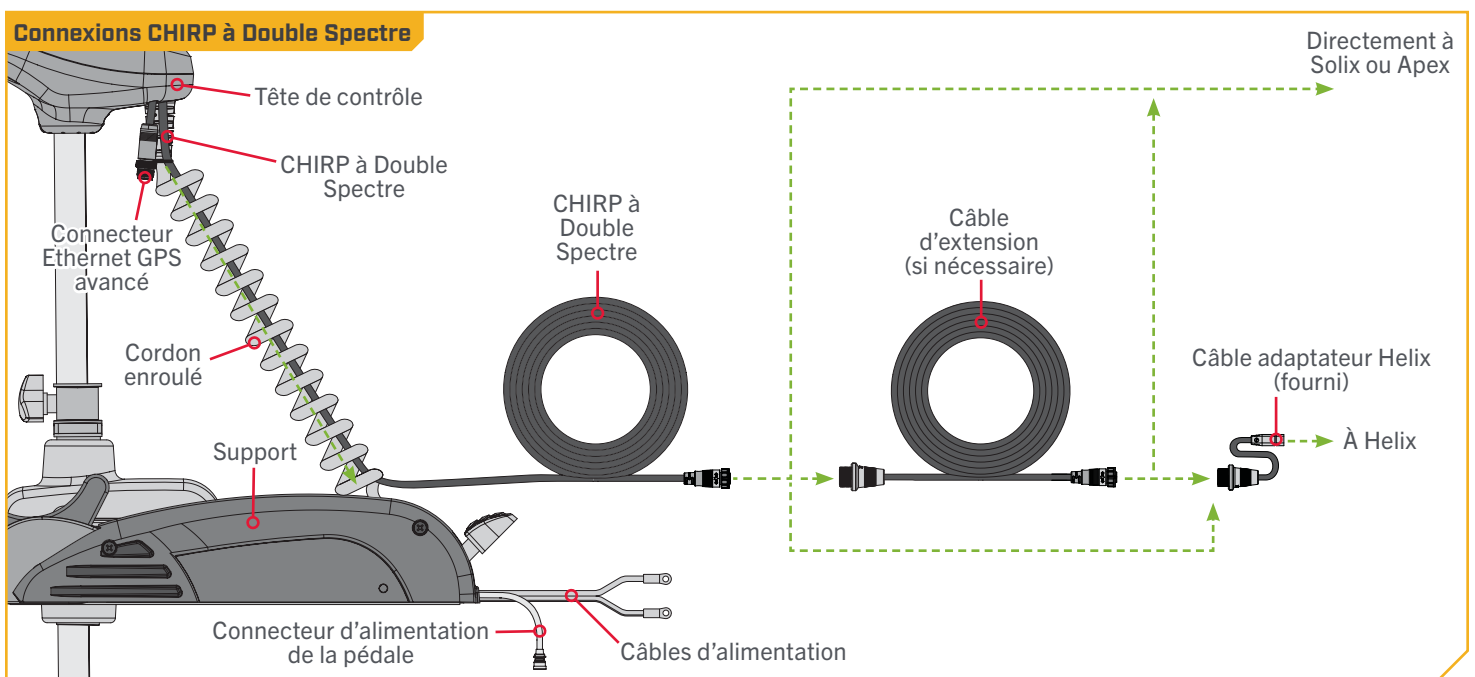 Connexions CHIRP à Double Spectre
Directement à
Solix ou Apex
Tête de contrôle
CHIRP à Double
Spectre
Connecteur
Ethernet GPS
avancé
CHIRP à
Double
Spectre
Câble
d'extension
(si nécessaire)
Cordon
enroulé
Câble adaptateur Helix
(fourni)
À Helix
Support
Connecteur d'alimentation
de la pédale
Câbles d'alimentation